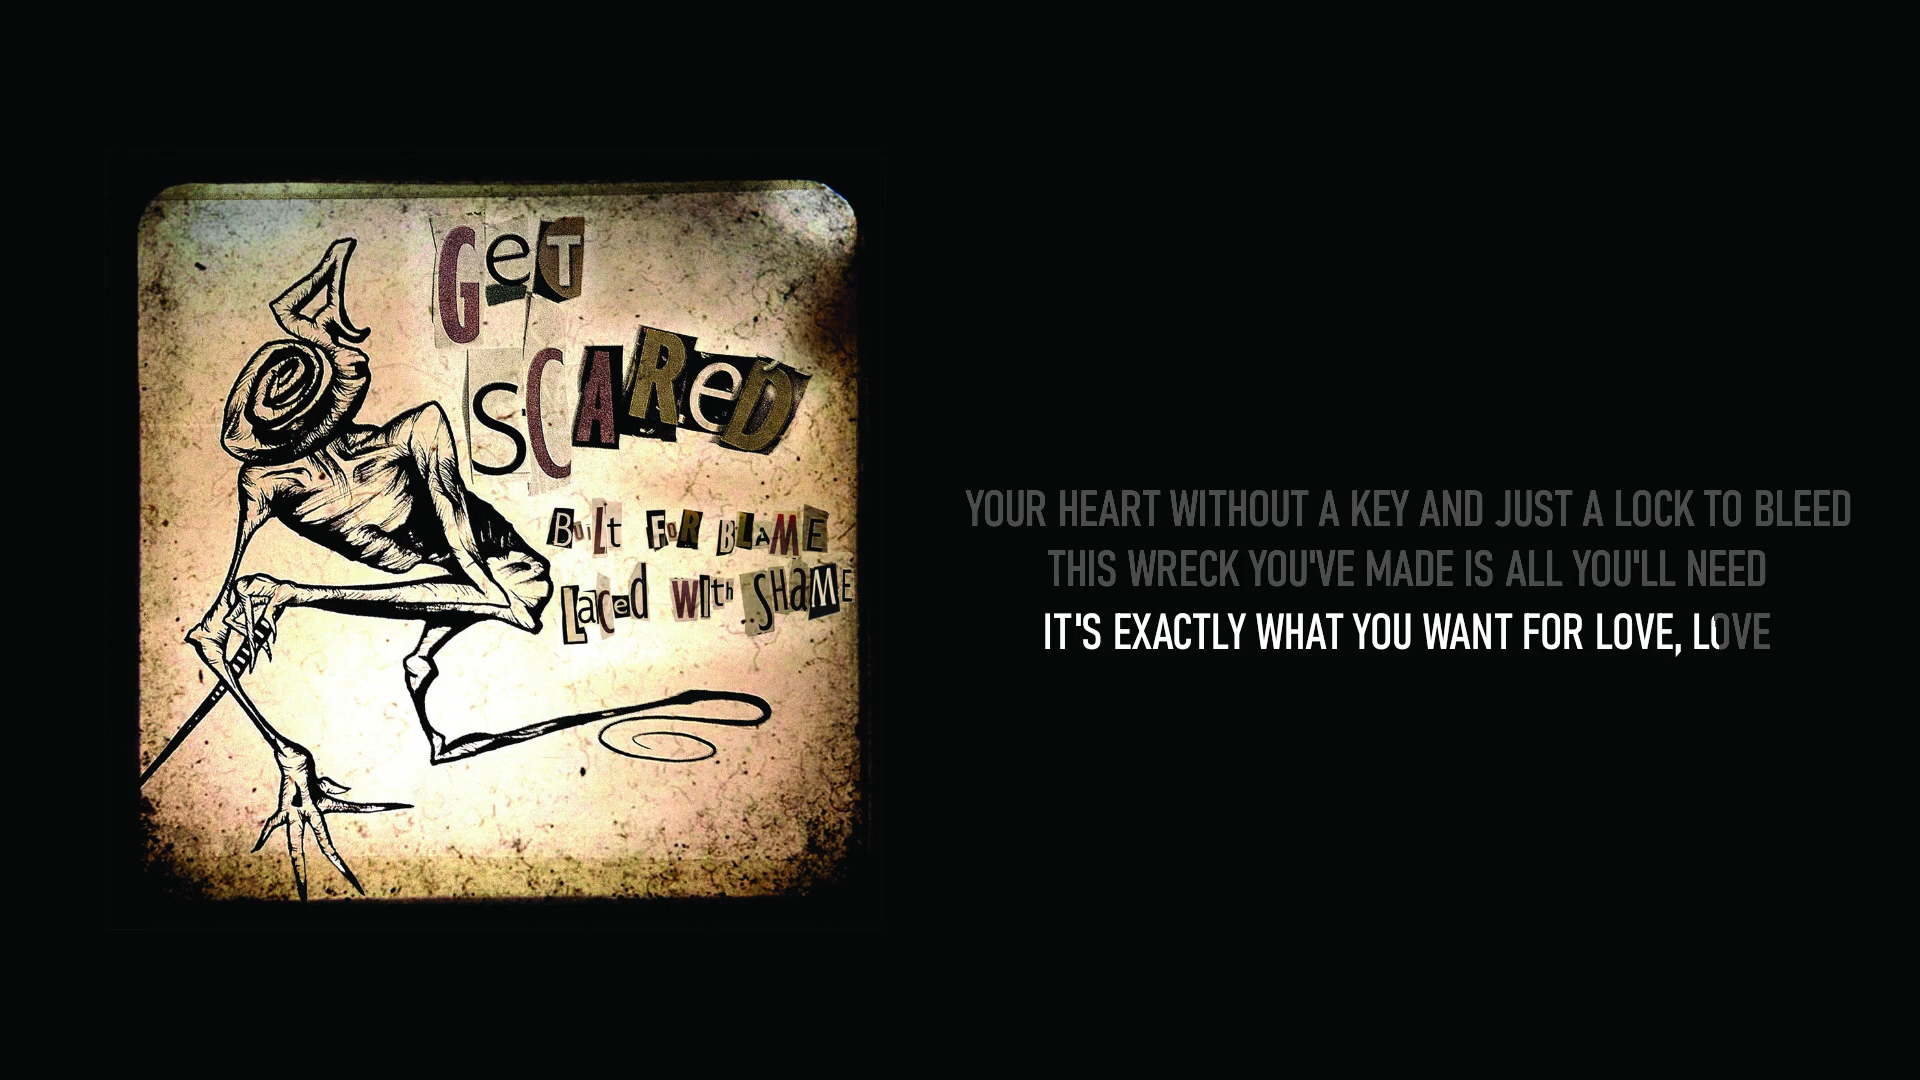 GeT
SCAReD
BuiLt FoR BLAME
LaCed WITh ..SHaME
YOUR HEART WITHOUT A KEY AND JUST A LOCK TO BLEED
THIS WRECK YOU'VE MADE IS ALL YOU'LL NEED
IT'S EXACTLY WHAT YOU WANT FOR LOVE, LOVE